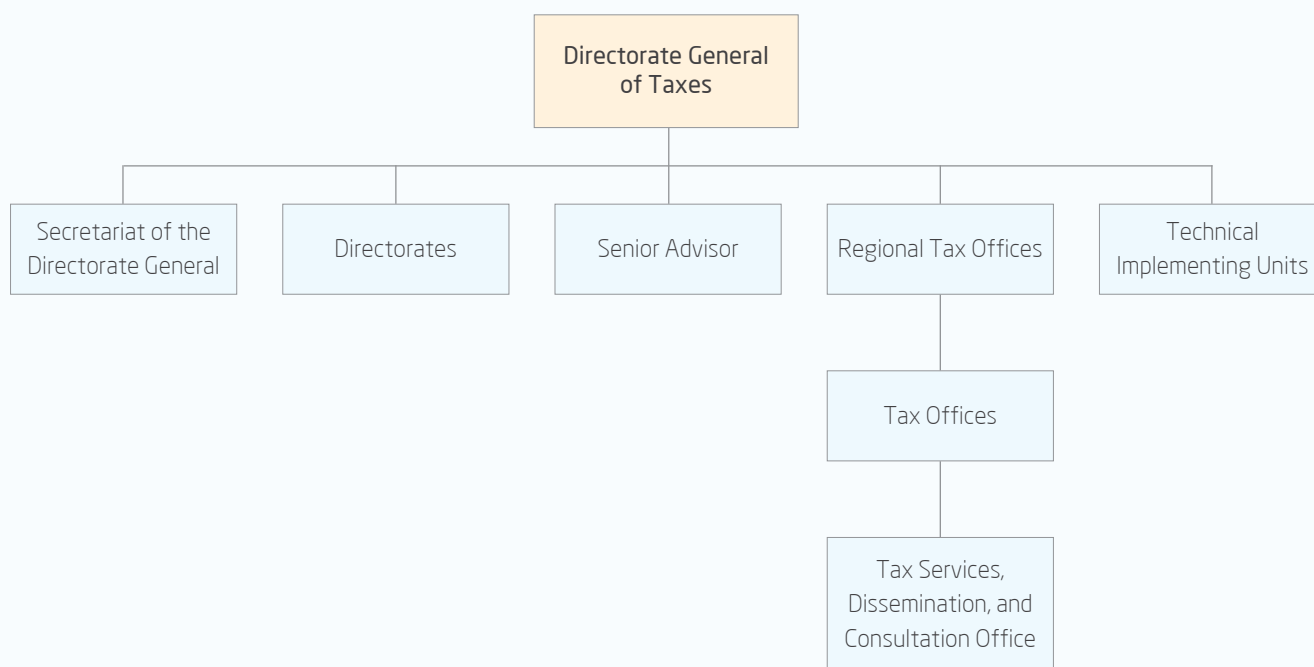 Directorate General
of Taxes
Secretariat of the
Directorate General
Directorates
Senior Advisor
Regional Tax Offices
Technical
Implementing Units
Tax Offices
Tax Services,
Dissemination, and
Consultation Office